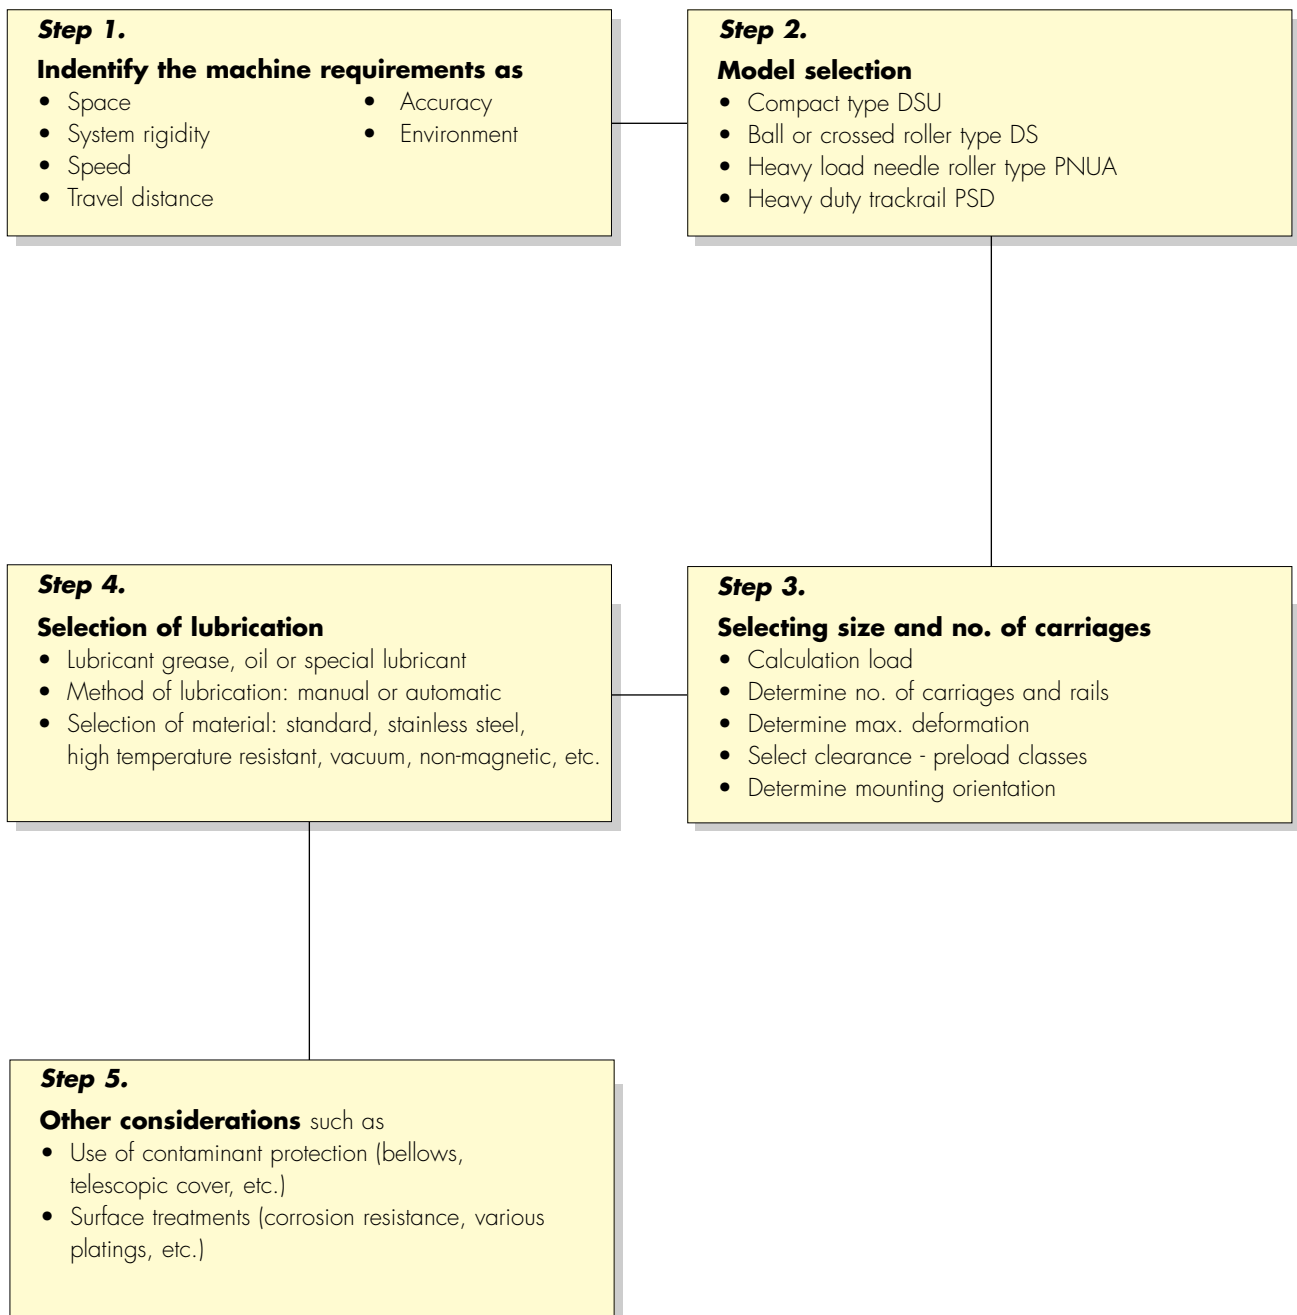 Step 1.
Indentify the machine requirements as
• Space
• System rigidity
• Speed
• Travel distance
• Accuracy
• Environment
Step 2.
Model selection
• Compact type DSU
• Ball or crossed roller type DS
• Heavy load needle roller type PNUA
• Heavy duty trackrail PSD
Step 3.
Selecting size and no. of carriages
• Calculation load
• Determine no. of carriages and rails
• Determine max. deformation
• Select clearance - preload classes
• Determine mounting orientation
Step 4.
Selection of lubrication
• Lubricant grease, oil or special lubricant
• Method of lubrication: manual or automatic
• Selection of material: standard, stainless steel,
high temperature resistant, vacuum, non-magnetic, etc.
Step 5.
Other considerations such as
• Use of contaminant protection (bellows,
telescopic cover, etc.)
• Surface treatments (corrosion resistance, various
platings, etc.)